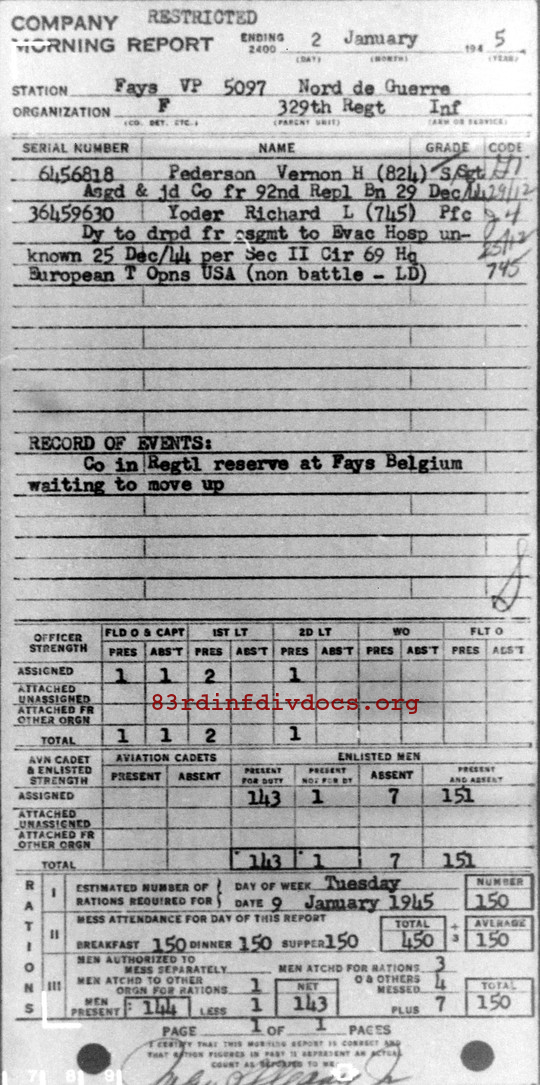 RESTRICTED
COMPANY
MORNING REPORT
ENDING 2400 2 January 194 5
(DAY) (MONTH) (YEAR)
STATION Fays VP 5097 Nord de Guerre
ORGANIZATION F 329th Regt Inf
(CO. DET. ETC.) (PARENT UNIT) (ARM OR SERVICE)
SERIAL NUMBER NAME GRADE CODE
6456818 Pederson Vernon H (824) S/Sgt
Asgd & jd Co fr 92nd Repl Bn 29 Dec/44 29/12
36459630 Yoder Richard L (745) Pfc
Dy to drpd fr asgmt to Evac Hosp un-
known 25 Dec/44 per Sec II Cir 69 Hq 25/12
European T Opns USA (non battle - LD) 745
RECORD OF EVENTS:
Co in Regtl reserve at Fays Belgium
waiting to move up
OFFICER STRENGTH FLD O & CAPT 1ST LT 2D LT WO FLT O
PRES ABS'T PRES ABS'T PRES ABS'T PRES ABS'T PRES ABS'T
ASSIGNED 1 1 2 1
ATTACHED UNASSIGNED
ATTACHED FR OTHER ORGN
83rdinfdivdocs.org
TOTAL 1 1 2 1
AVN CADET & ENLISTED STRENGTH AVIATION CADETS ENLISTED MEN
PRESENT ABSENT PRESENT FOR DUTY PRESENT NOT FOR DY ABSENT PRESENT AND ABSENT
ASSIGNED 143 1 7 151
ATTACHED UNASSIGNED
ATTACHED FR OTHER ORGN
TOTAL 143 1 7 151
RATIONS
I ESTIMATED NUMBER OF RATIONS REQUIRED FOR DAY OF WEEK Tuesday NUMBER
DATE 9 January 1945 150
II MESS ATTENDANCE FOR DAY OF THIS REPORT TOTAL ÷ 3 AVERAGE
BREAKFAST 150 DINNER 150 SUPPER 150 450 150
III MEN AUTHORIZED TO MESS SEPARATELY MEN ATCHD FOR RATIONS 3
MEN ATCHD TO OTHER ORGN FOR RATIONS 1 NET O & OTHERS MESSED 4 TOTAL
MEN PRESENT 144 LESS 1 143 PLUS 7 150
PAGE 1 OF 1 PAGES
I CERTIFY THAT THIS MORNING REPORT IS CORRECT AND
THAT RATION FIGURES IN PART II REPRESENT AN ACTUAL
COUNT AS REPORTED TO ME
7 8 9